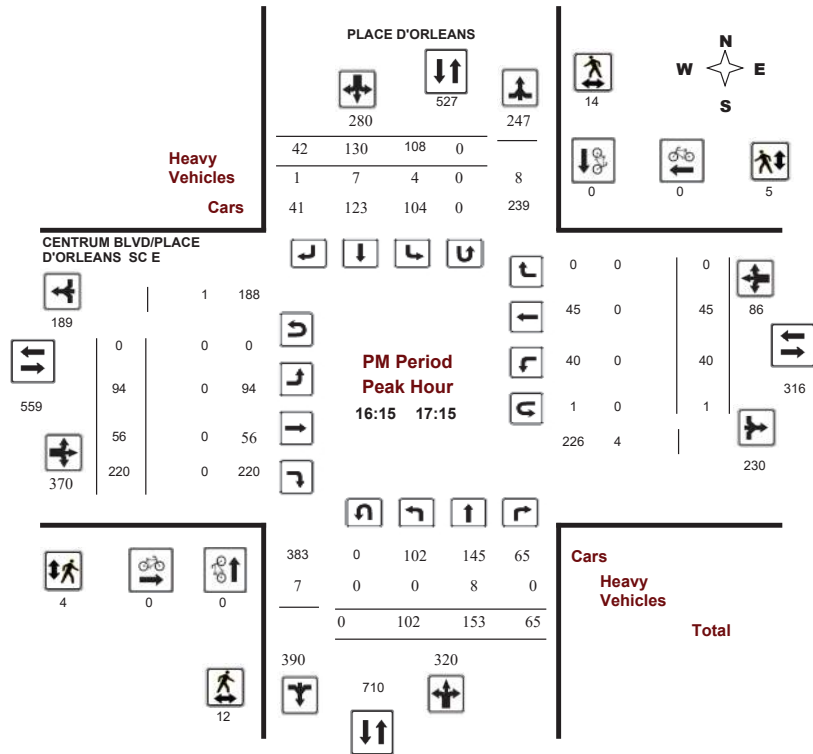 PLACE D'ORLEANS
N
W E
S
527
14
280
247
42 130 108 0
Heavy
Vehicles
1 7 4 0 8
Cars
41 123 104 0 239
0 0 5
CENTRUM BLVD/PLACE
D'ORLEANS SC E
1 188
189
0 0 0
86
45 0 45
0 0 0
559
94 0 94
40 0 40
316
PM Period
Peak Hour
16:15 17:15
1 0 1
56 0 56
226 4
230
220 0 220
370
383 0 102 145 65
Cars
7 0 0 8 0
Heavy
Vehicles
4 0 0
0 102 153 65
Total
390
320
710
12